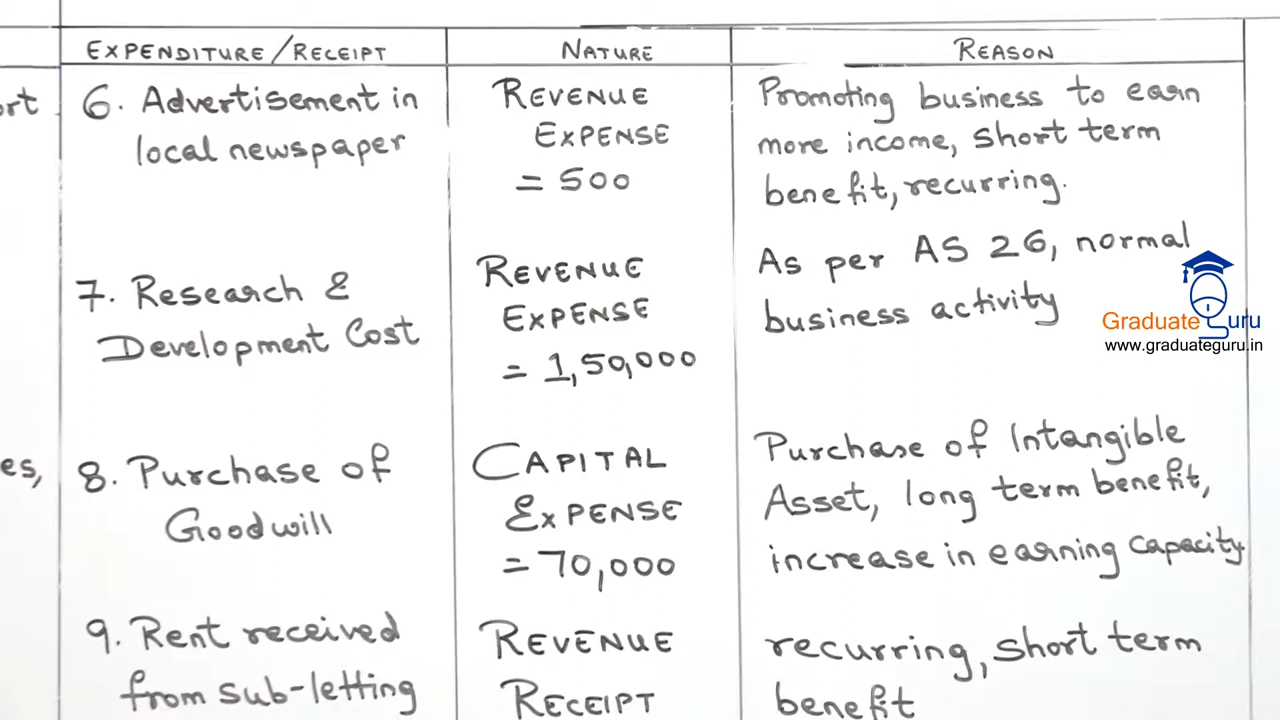 EXPENDITURE/RECEIPT NATURE REASON
ort 6. Advertisement in REVENUE Promoting business to earn
local newspaper EXPENSE more income, short term
= 500 benefit, recurring.
7. Research & REVENUE As per AS 26, normal
Development Cost EXPENSE business activity
= 1,50,000
Graduate Guru
www.graduateguru.in
es, 8. Purchase of CAPITAL Purchase of Intangible
Goodwill EXPENSE Asset, long term benefit,
= 70,000 increase in earning capacity.
9. Rent received REVENUE recurring, short term
from sub-letting RECEIPT benefit